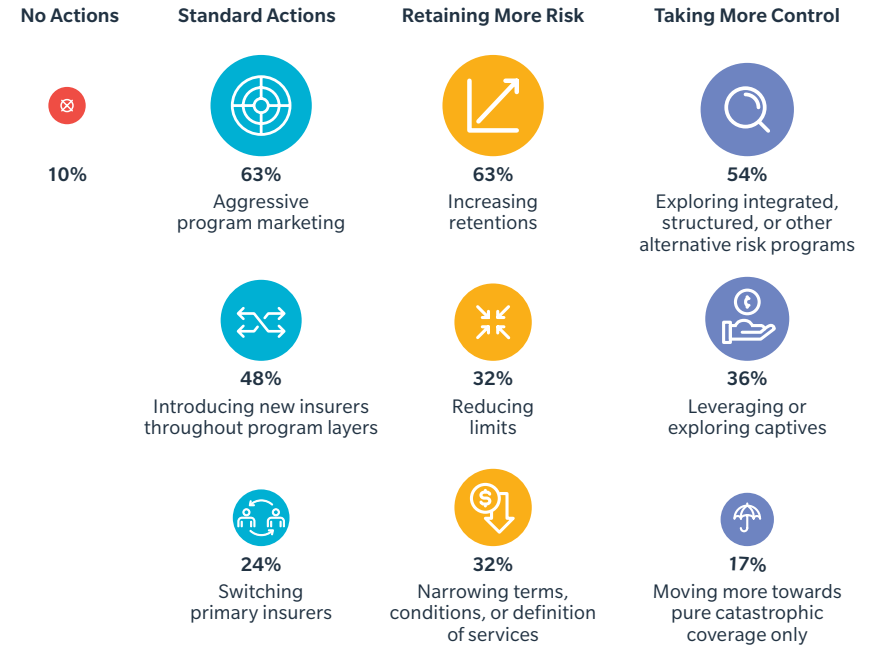 No Actions
Standard Actions
Retaining More Risk
Taking More Control
10%
63%
Aggressive
program marketing
63%
Increasing
retentions
54%
Exploring integrated,
structured, or other
alternative risk programs
48%
Introducing new insurers
throughout program layers
32%
Reducing
limits
36%
Leveraging or
exploring captives
$
24%
Switching
primary insurers
32%
Narrowing terms,
conditions, or definition
of services
17%
Moving more towards
pure catastrophic
coverage only